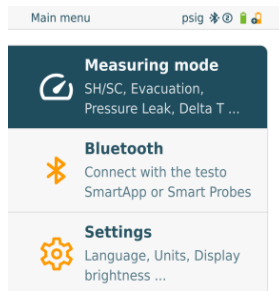 Main menu psig ②
Measuring mode
SH/SC, Evacuation,
Pressure Leak, Delta T ...
Bluetooth
Connect with the testo
SmartApp or Smart Probes
Settings
Language, Units, Display
brightness ...